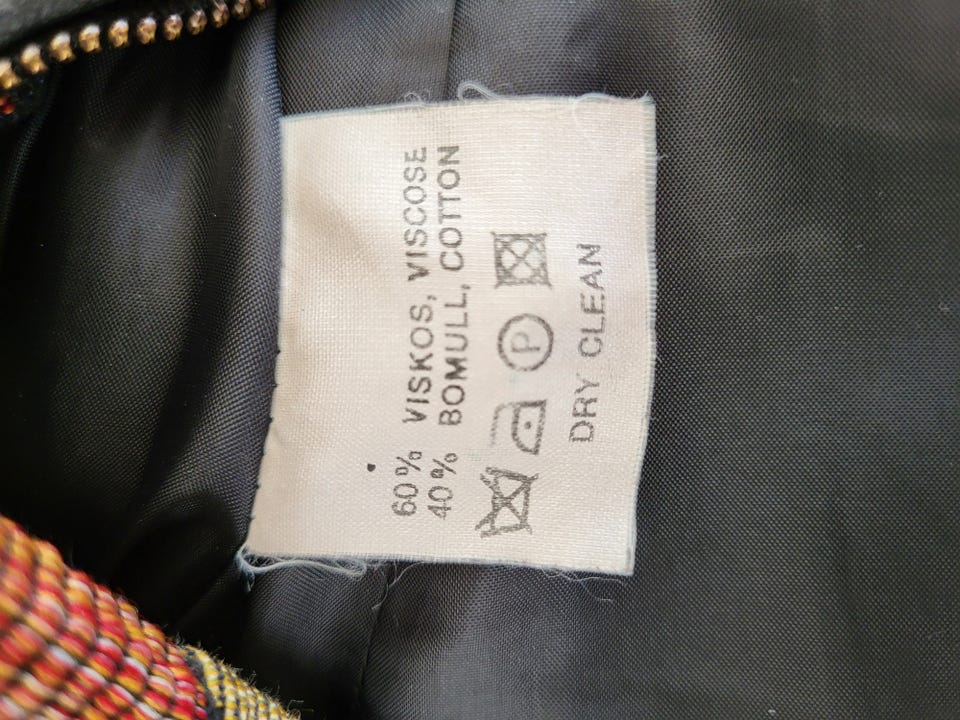 60% VISKOS, VISCOSE
40% BOMULL, COTTON
P
DRY CLEAN